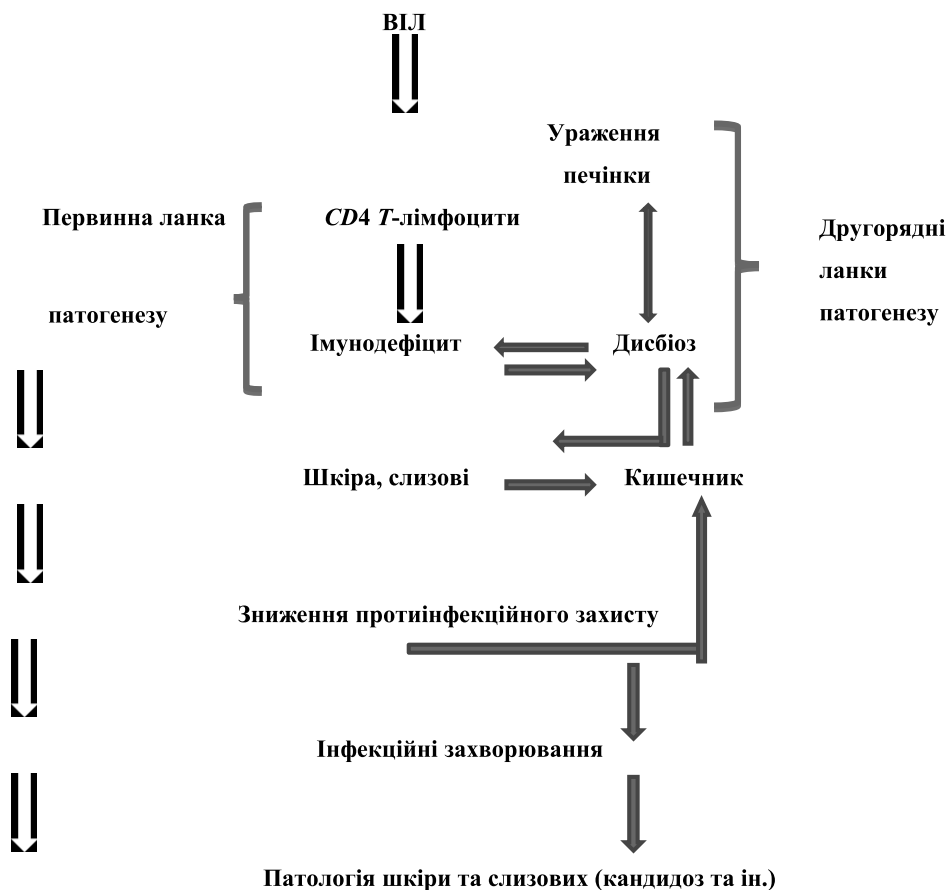 ВІЛ
Ураження
печінки
Первинна ланка
патогенезу
CD4 Т-лімфоцити
Другорядні
ланки
патогенезу
Імунодефіцит
Дисбіоз
Шкіра, слизові
Кишечник
Зниження протиінфекційного захисту
Інфекційні захворювання
Патологія шкіри та слизових (кандидоз та ін.)